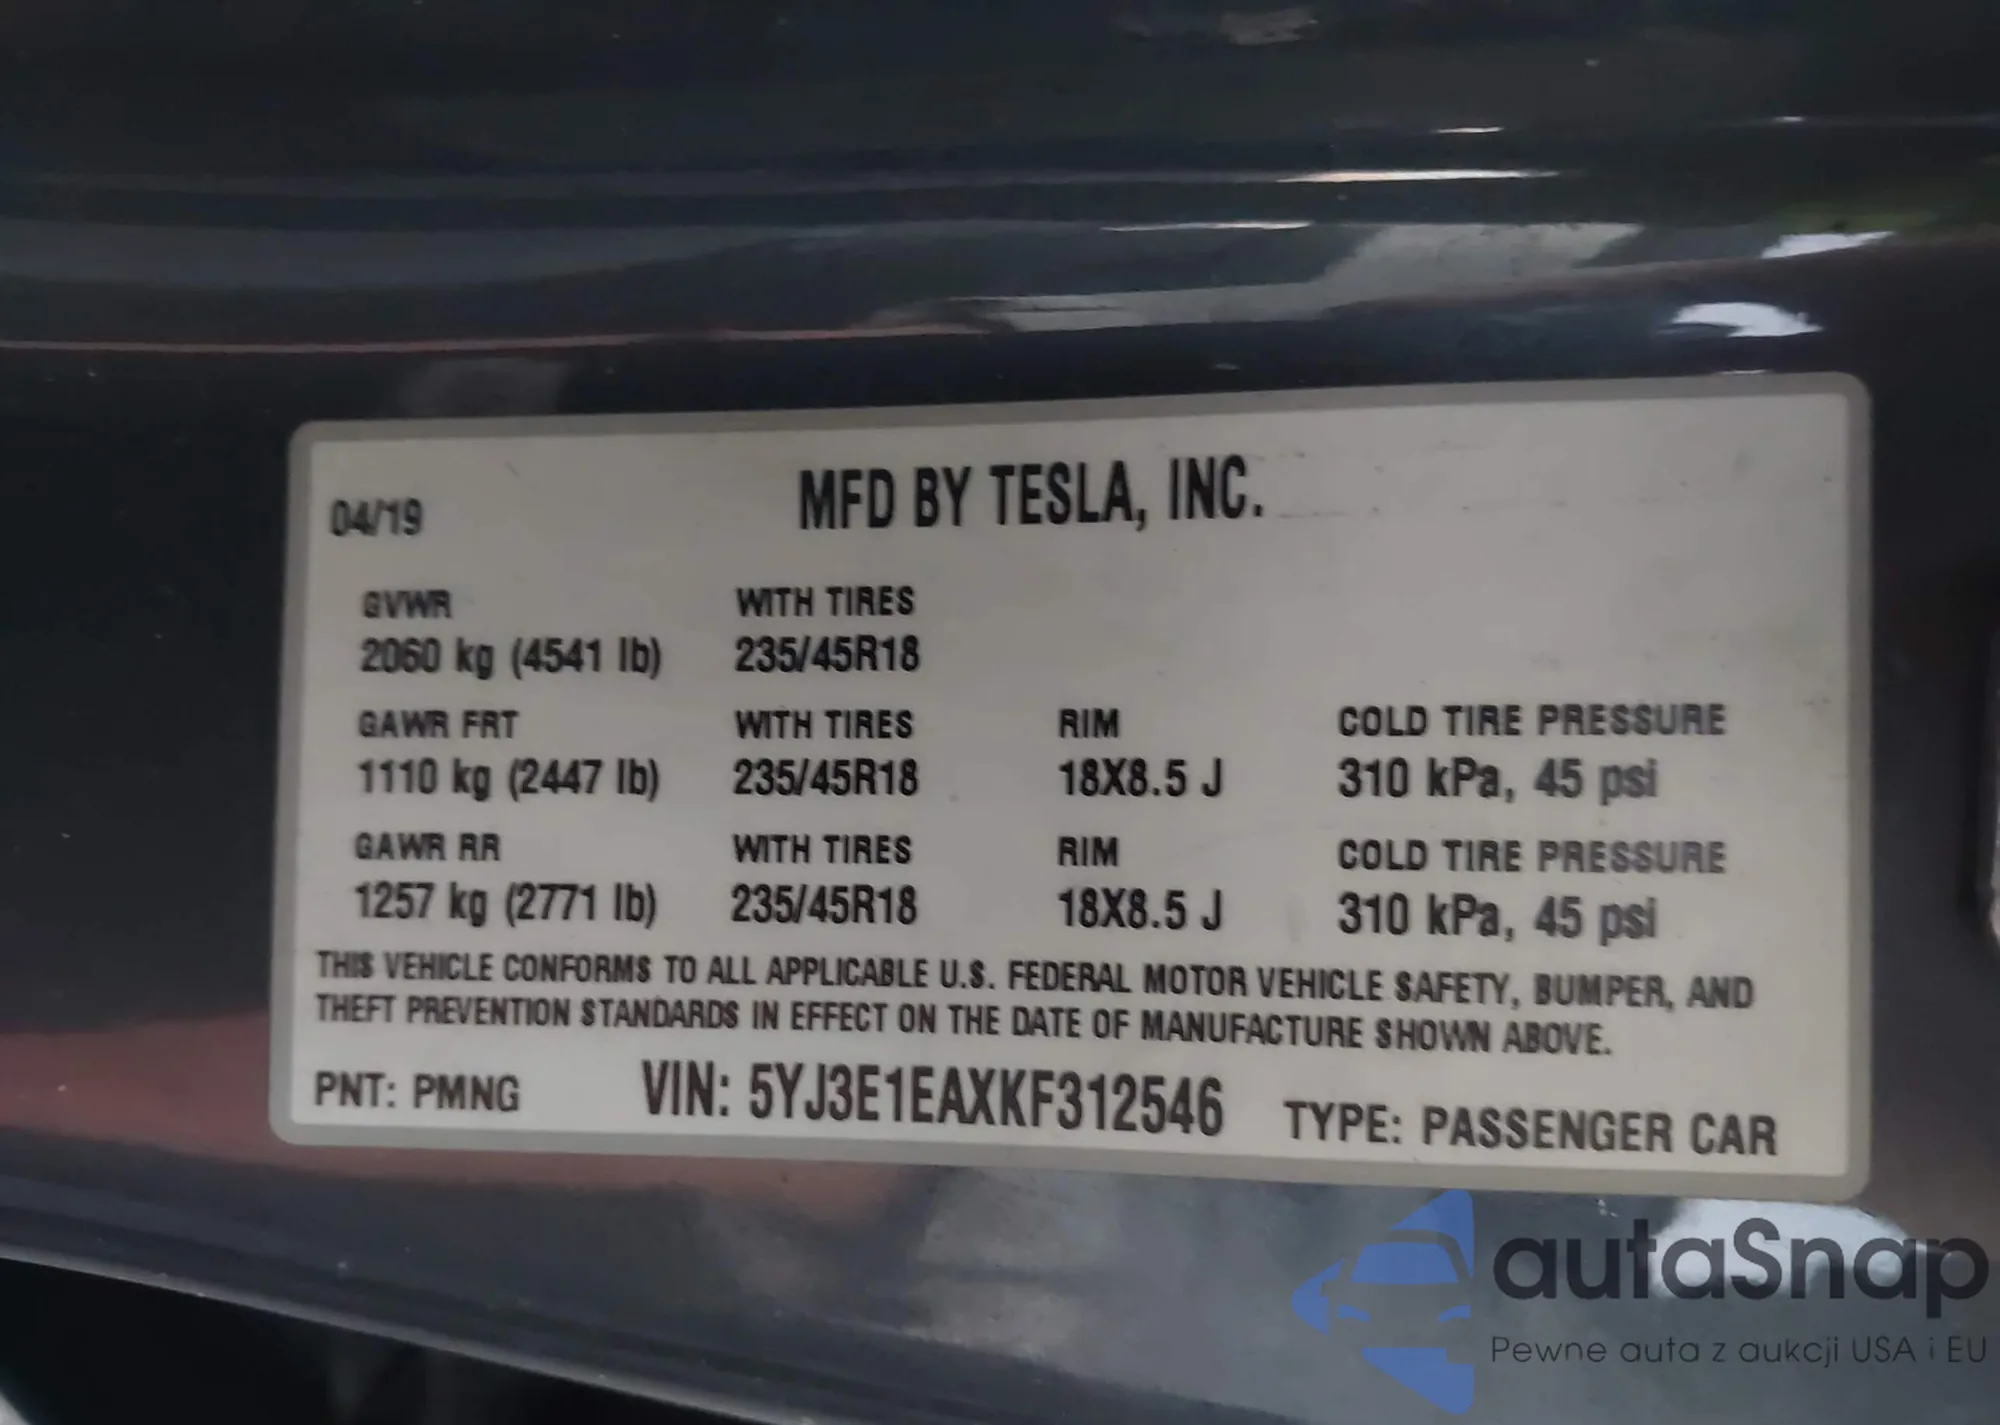 04/19
MFD BY TESLA, INC.
GVWR WITH TIRES
2060 kg (4541 lb) 235/45R18
GAWR FRT WITH TIRES RIM COLD TIRE PRESSURE
1110 kg (2447 lb) 235/45R18 18X8.5 J 310 kPa, 45 psi
GAWR RR WITH TIRES RIM COLD TIRE PRESSURE
1257 kg (2771 lb) 235/45R18 18X8.5 J 310 kPa, 45 psi
THIS VEHICLE CONFORMS TO ALL APPLICABLE U.S. FEDERAL MOTOR VEHICLE SAFETY, BUMPER, AND
THEFT PREVENTION STANDARDS IN EFFECT ON THE DATE OF MANUFACTURE SHOWN ABOVE.
PNT: PMNG VIN: 5YJ3E1EAXKF312546 TYPE: PASSENGER CAR
autaSnap
Pewne auta z aukcji USA i EU